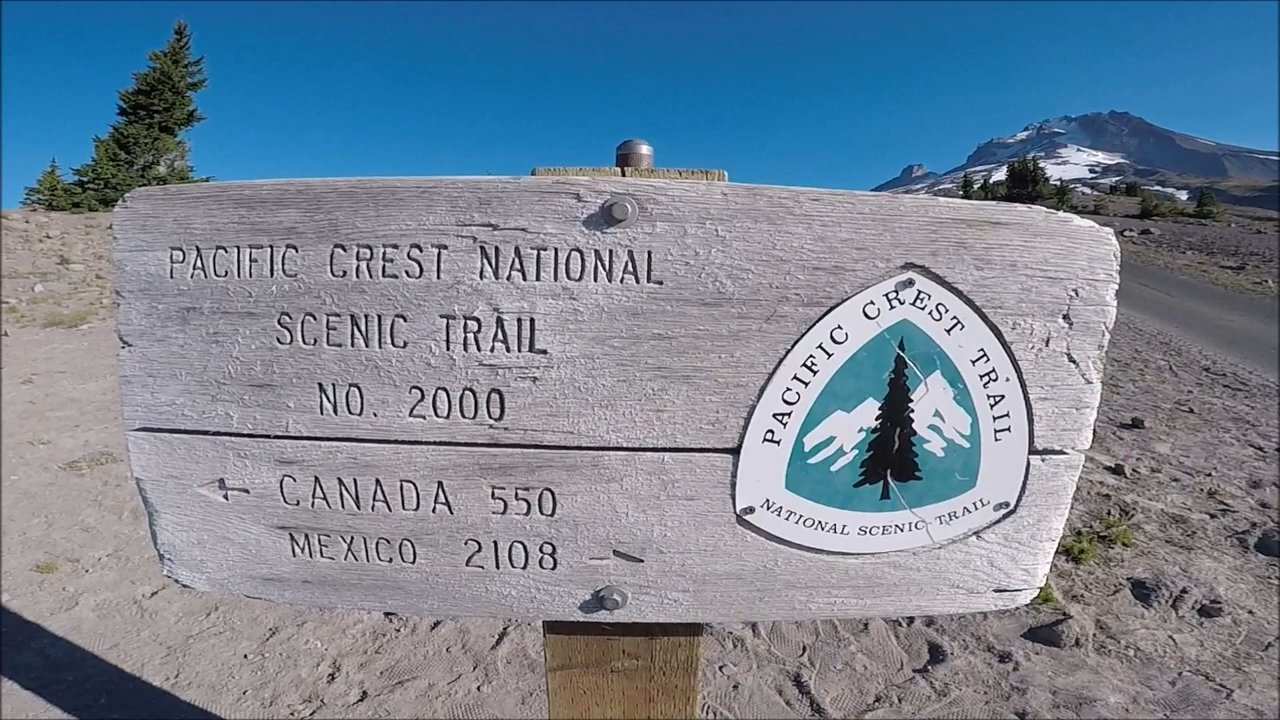 PACIFIC CREST NATIONAL
SCENIC TRAIL
NO. 2000
CANADA 550
MEXICO 2108
PACIFIC CREST TRAIL
NATIONAL SCENIC TRAIL